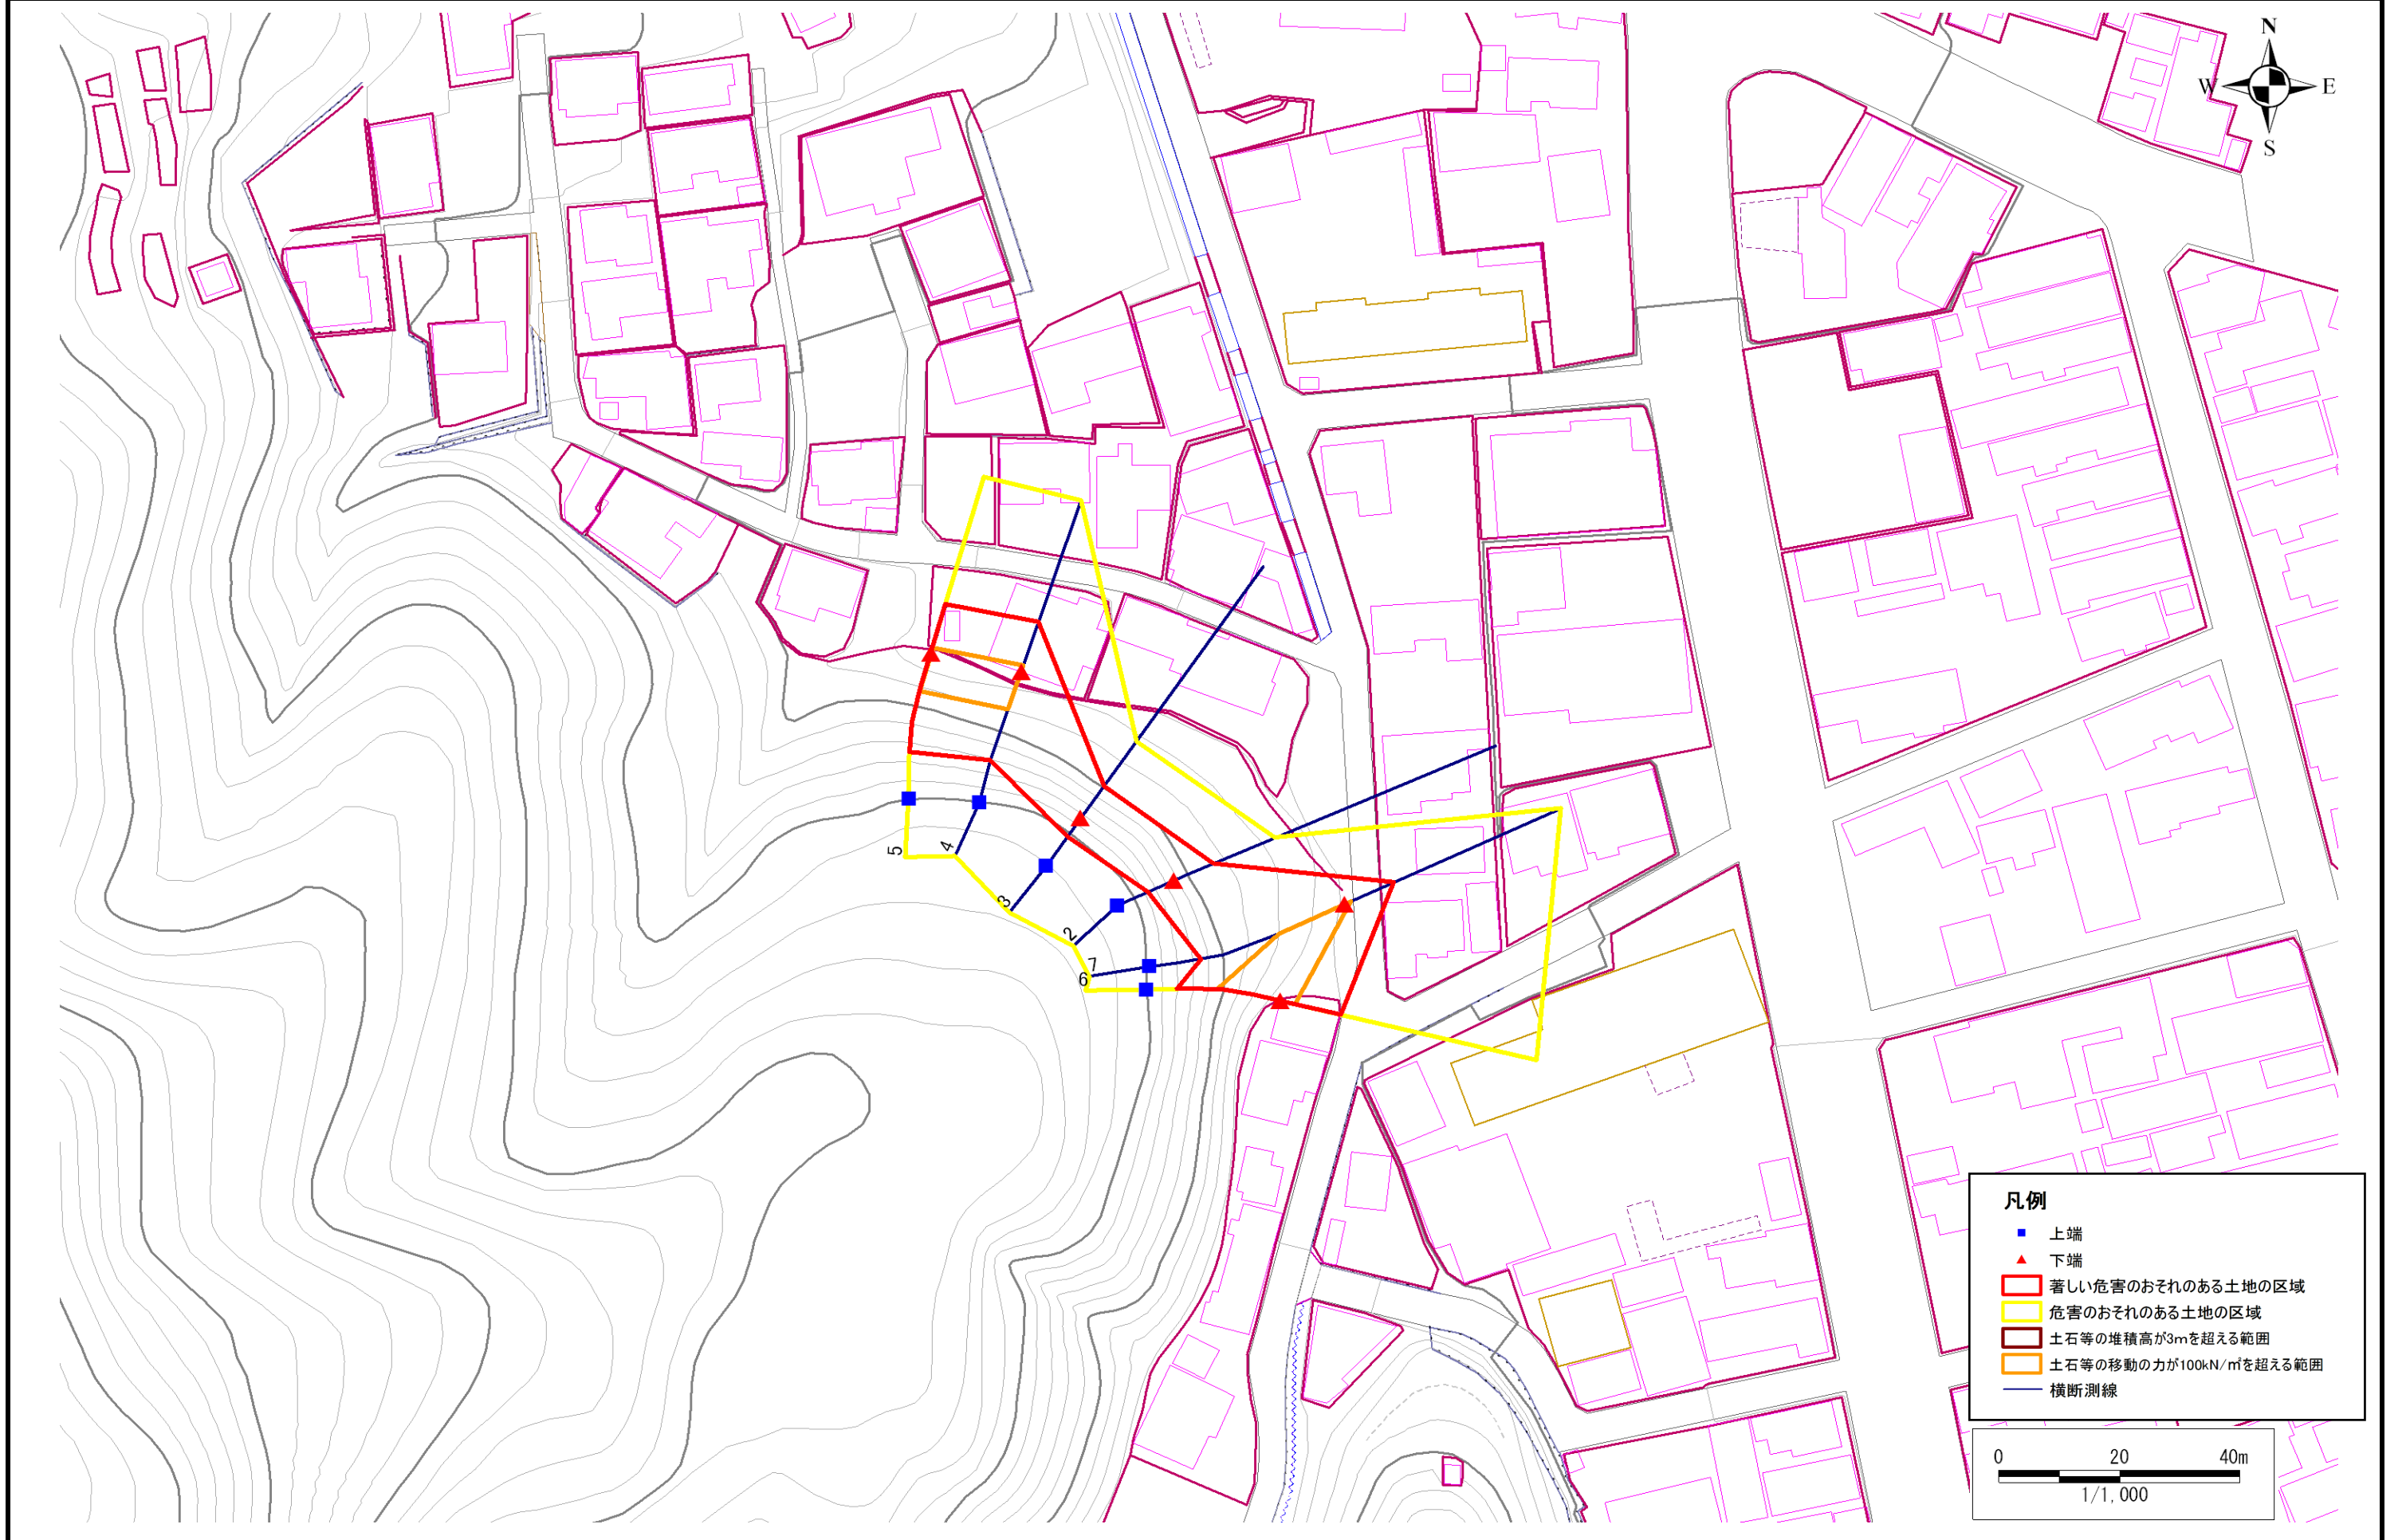 N
W E
S
5
4
3
2
7
6
凡例
上端
下端
著しい危害のおそれのある土地の区域
危害のおそれのある土地の区域
土石等の堆積高が3mを超える範囲
土石等の移動の力が100kN/㎡を超える範囲
横断測線
0 20 40m
1/1,000